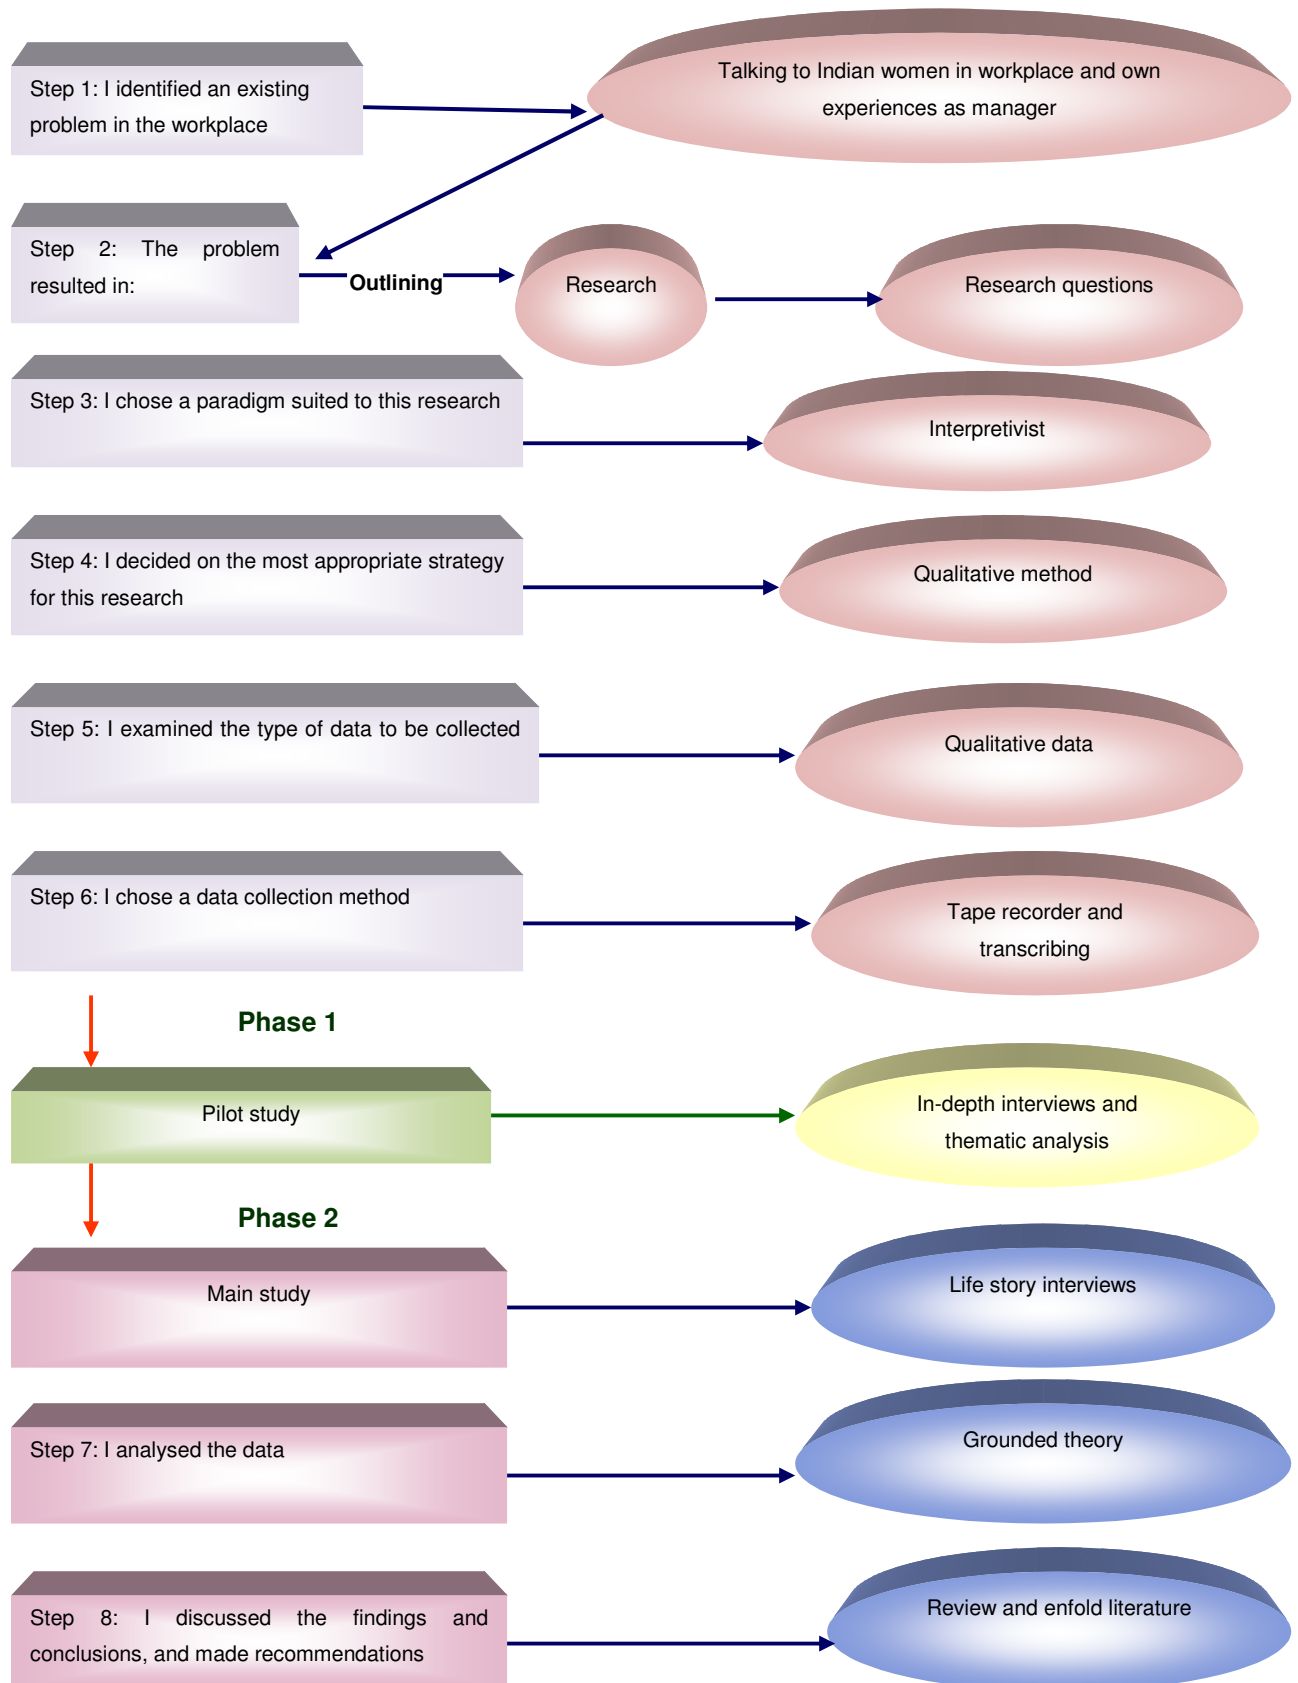 Step 1: I identified an existing
problem in the workplace
Talking to Indian women in workplace and own
experiences as manager
Step 2: The problem
resulted in:
Outlining
Research
Research questions
Step 3: I chose a paradigm suited to this research
Interpretivist
Step 4: I decided on the most appropriate strategy
for this research
Qualitative method
Step 5: I examined the type of data to be collected
Qualitative data
Step 6: I chose a data collection method
Tape recorder and
transcribing
Phase 1
Pilot study
In-depth interviews and
thematic analysis
Phase 2
Main study
Life story interviews
Step 7: I analysed the data
Grounded theory
Step 8: I discussed the findings and
conclusions, and made recommendations
Review and enfold literature